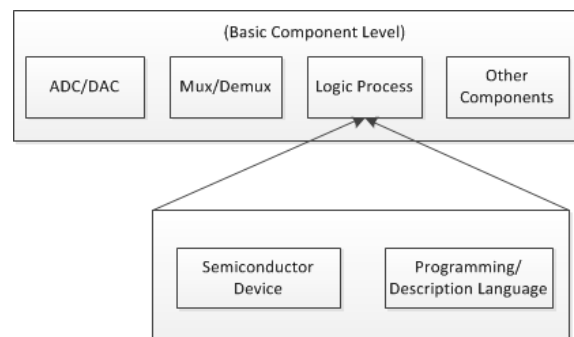 (Basic Component Level)
ADC/DAC
Mux/Demux
Logic Process
Other
Components
Semiconductor
Device
Programming/
Description Language